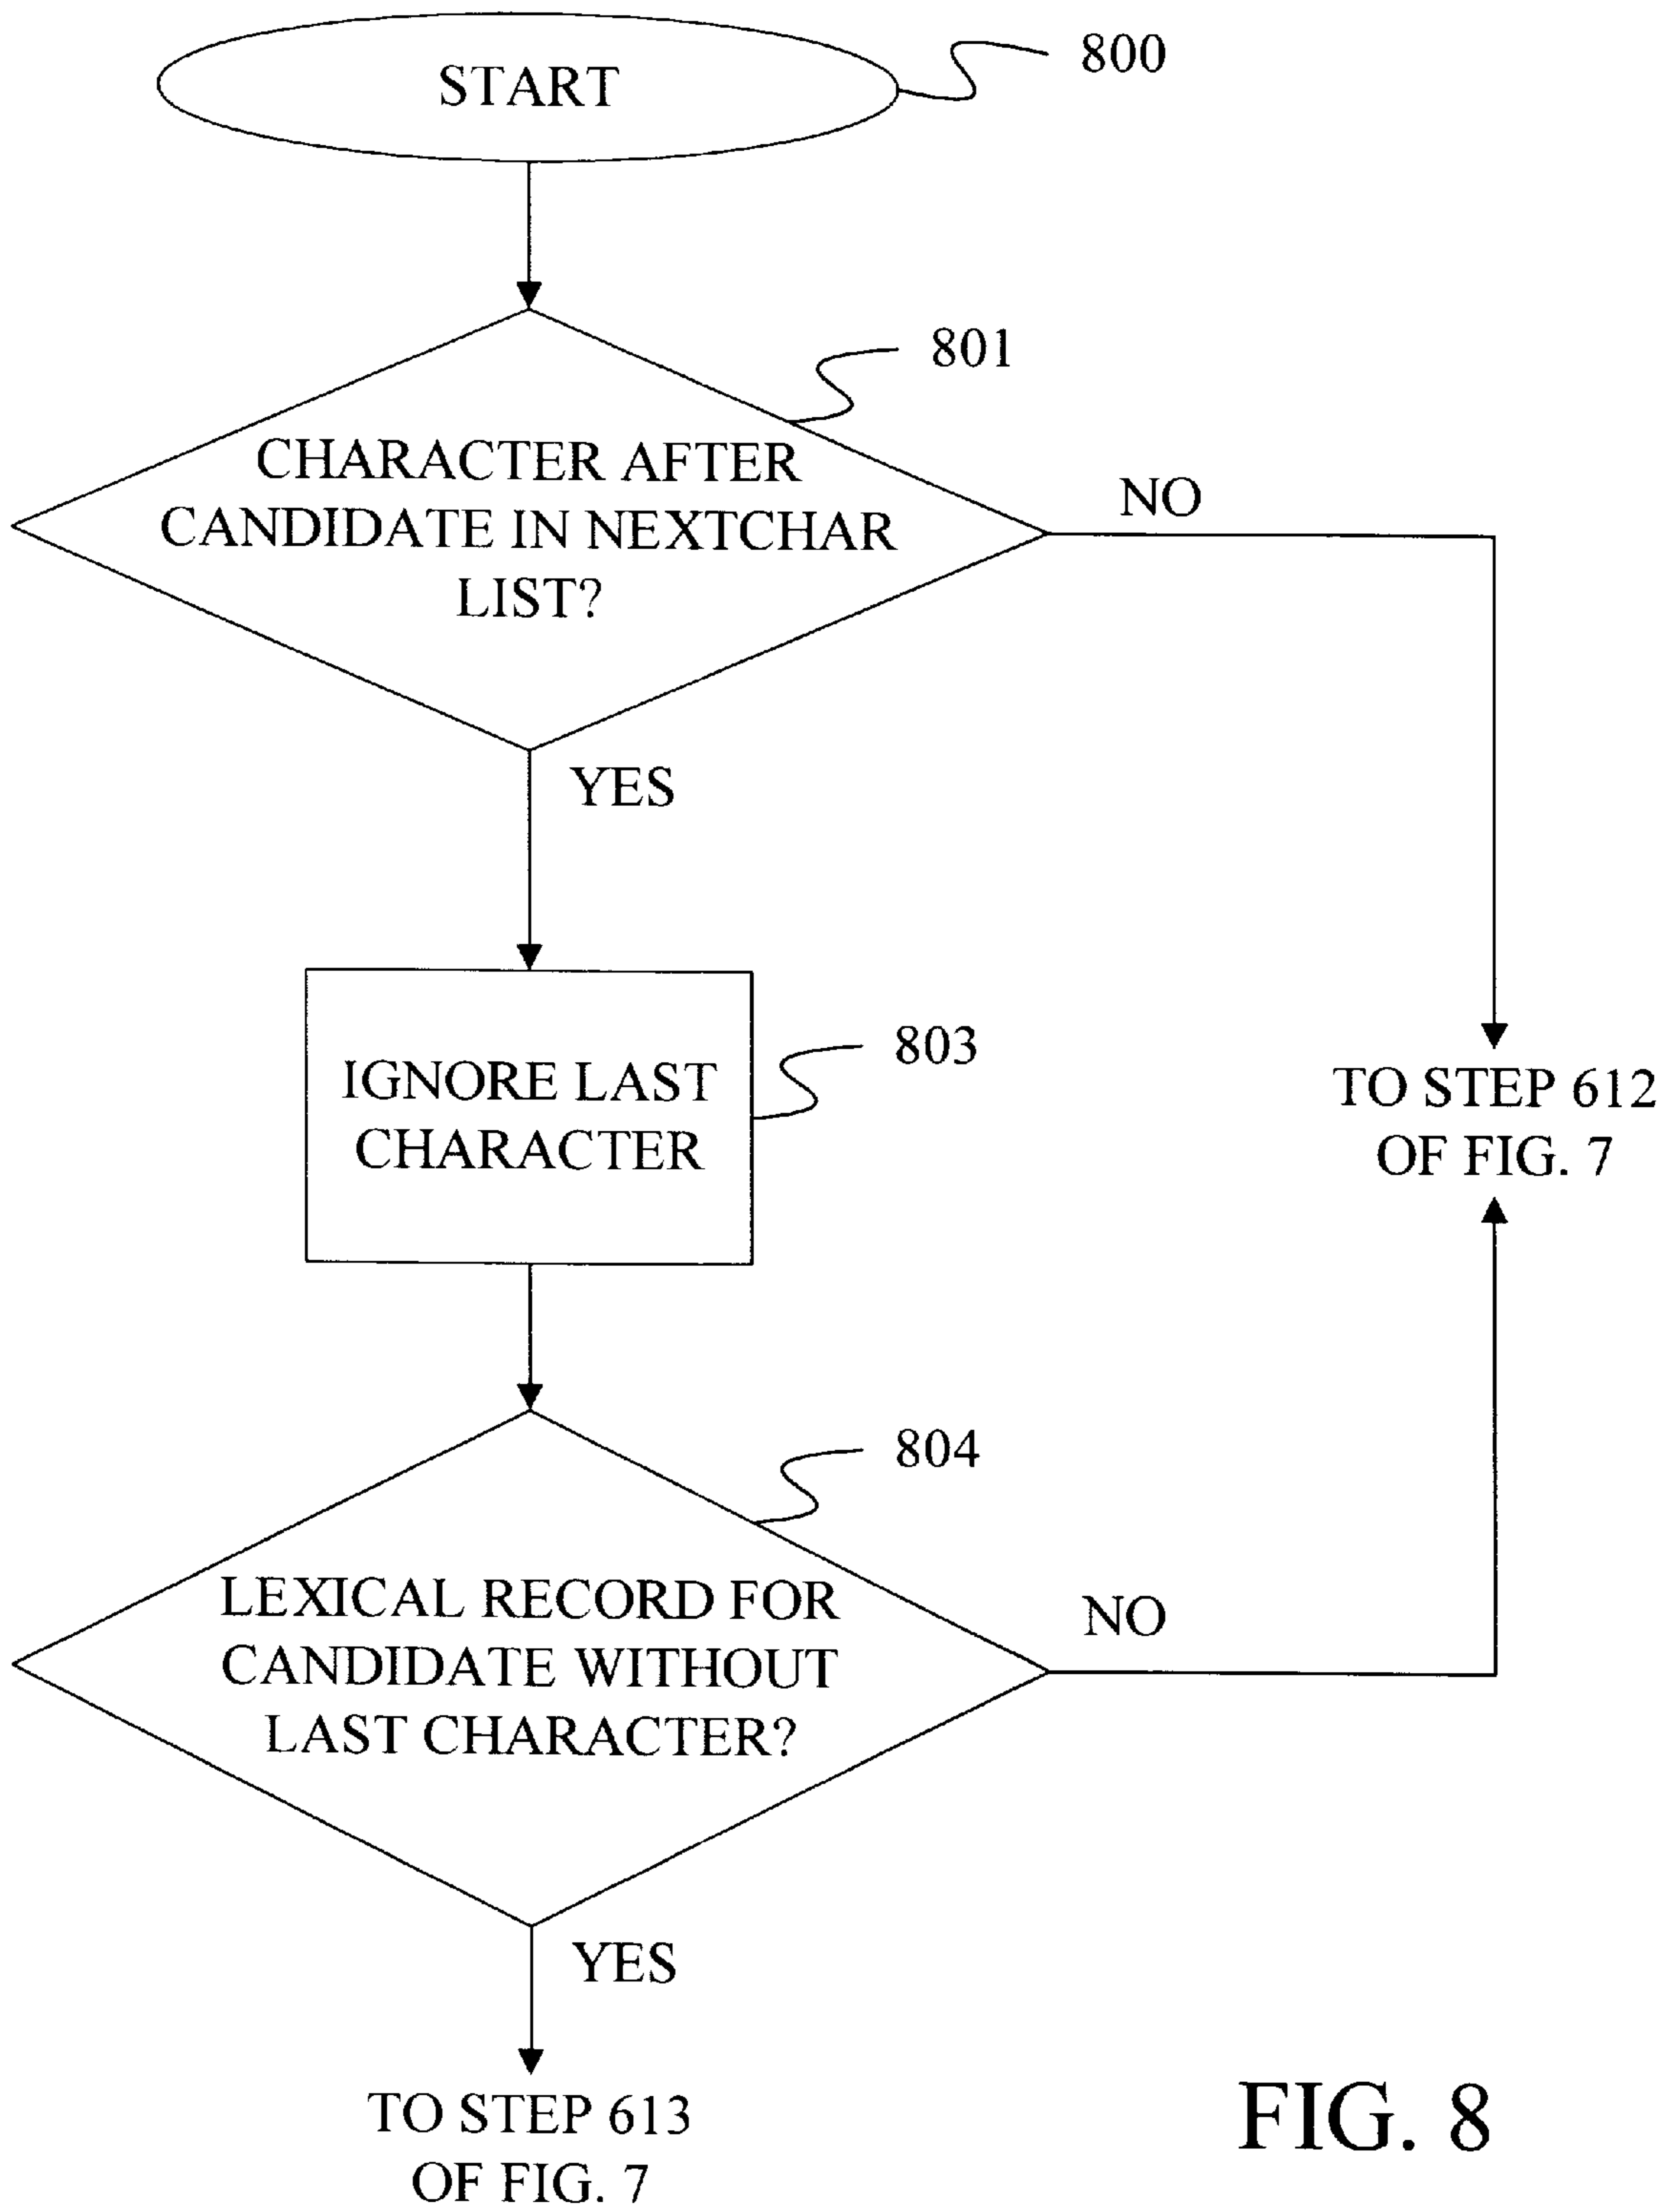 START
800
801
CHARACTER AFTER
CANDIDATE IN NEXTCHAR
LIST?
NO
YES
803
IGNORE LAST
CHARACTER
TO STEP 612
OF FIG. 7
804
LEXICAL RECORD FOR
CANDIDATE WITHOUT
LAST CHARACTER?
NO
YES
TO STEP 613
OF FIG. 7
FIG. 8